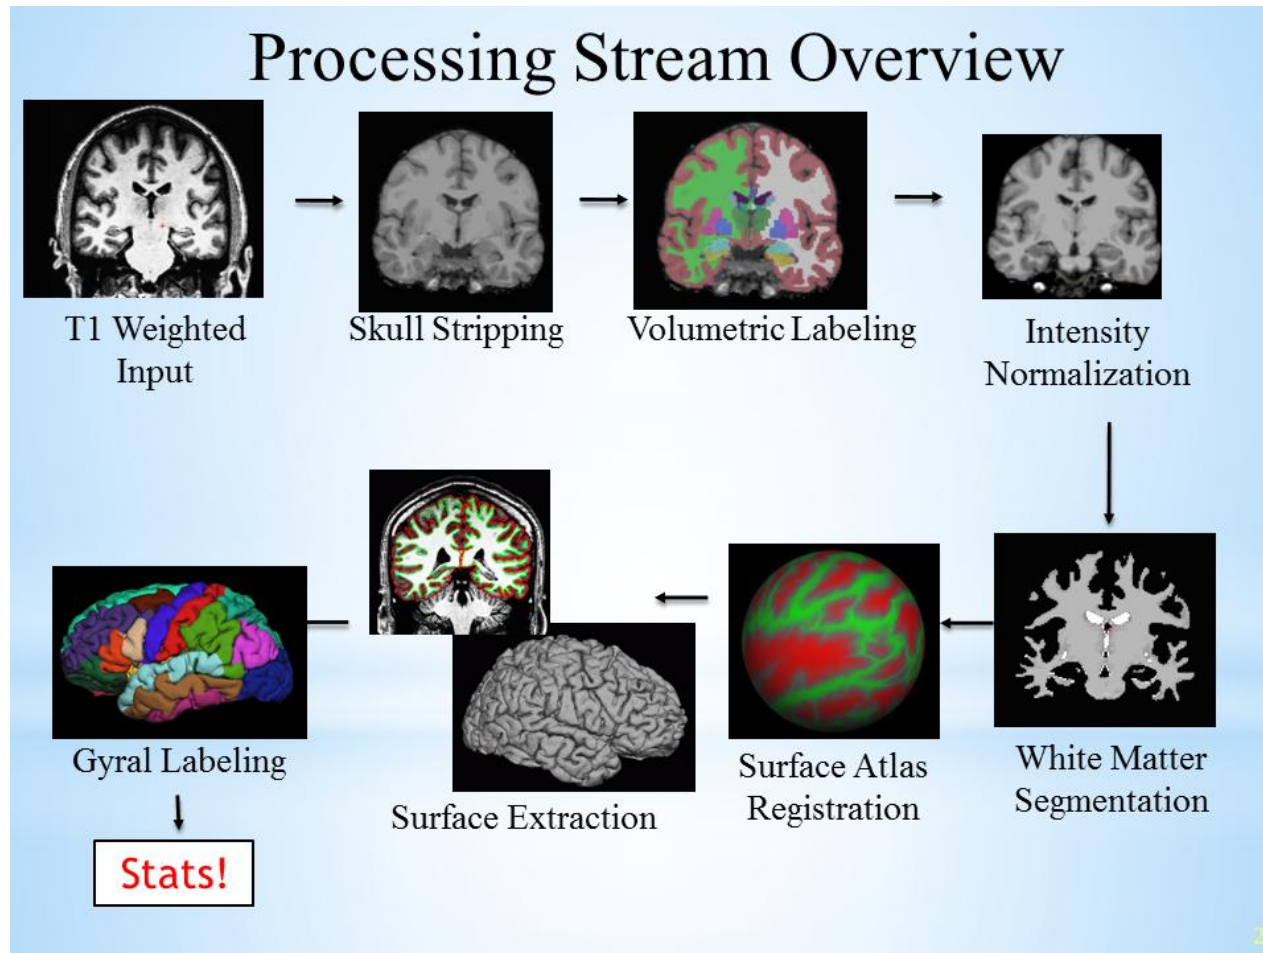 Processing Stream Overview
T1 Weighted
Input
Skull Stripping
Volumetric Labeling
Intensity
Normalization
White Matter
Segmentation
Surface Atlas
Registration
Surface Extraction
Gyral Labeling
Stats!
2